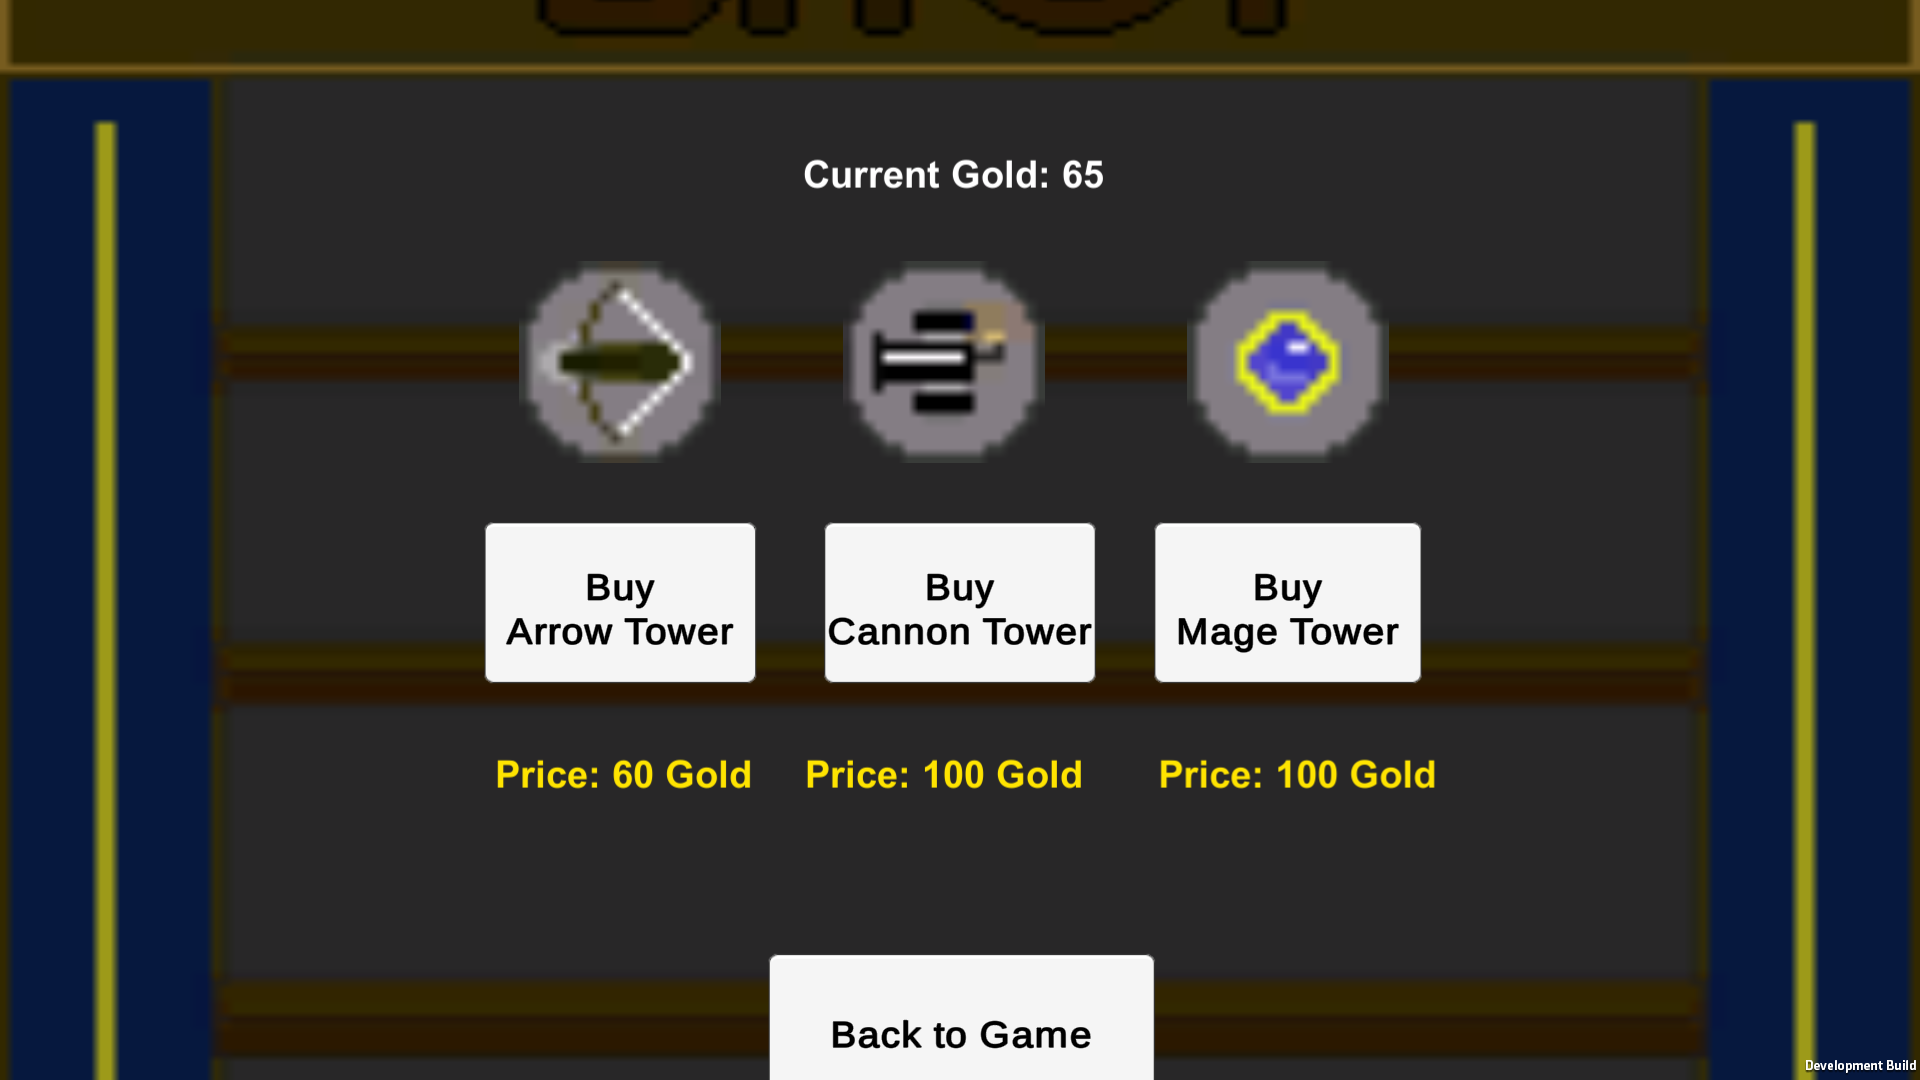 Current Gold: 65
Buy
Arrow Tower
Buy
Cannon Tower
Buy
Mage Tower
Price: 60 Gold
Price: 100 Gold
Price: 100 Gold
Back to Game
Development Build